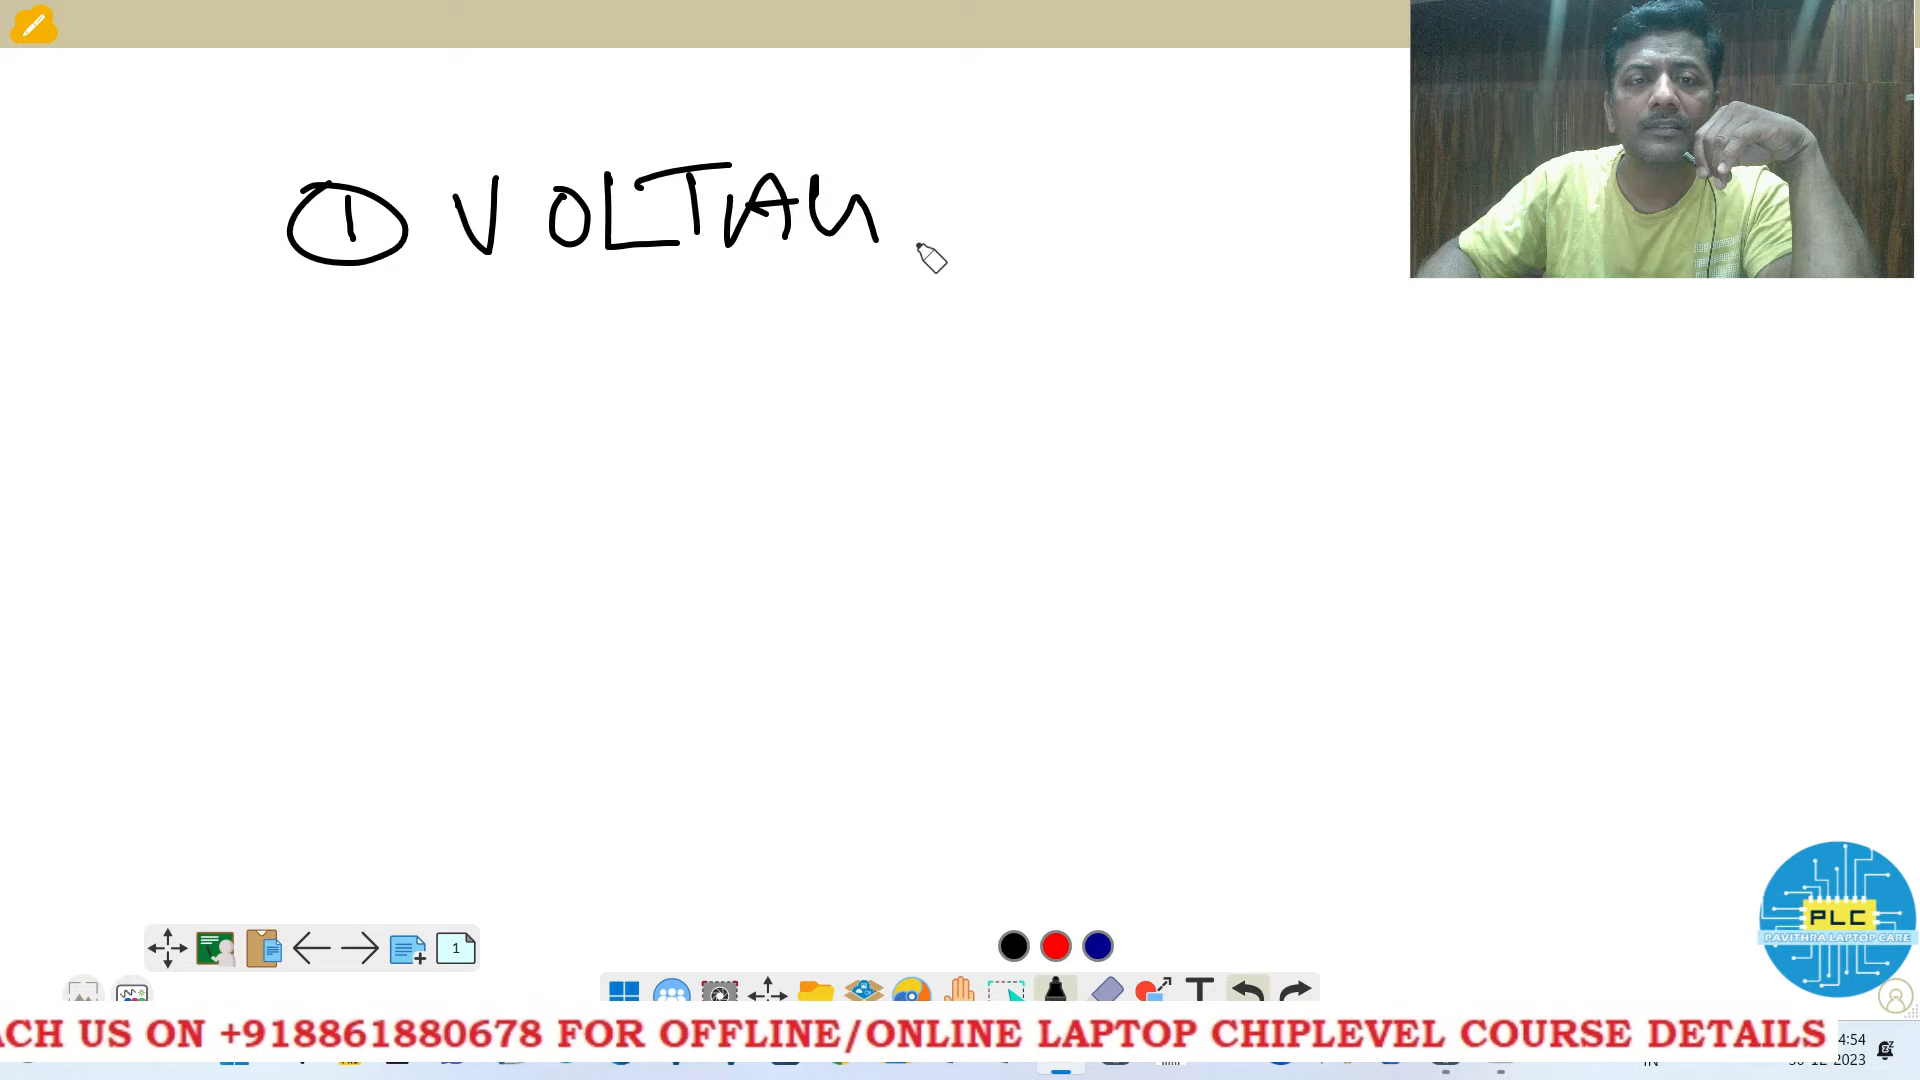 ① VOLTAG
1
T
PLC
PAVITHRA LAPTOP CARE
ACH US ON +918861880678 FOR OFFLINE/ONLINE LAPTOP CHIPLEVEL COURSE DETAILS
4:54